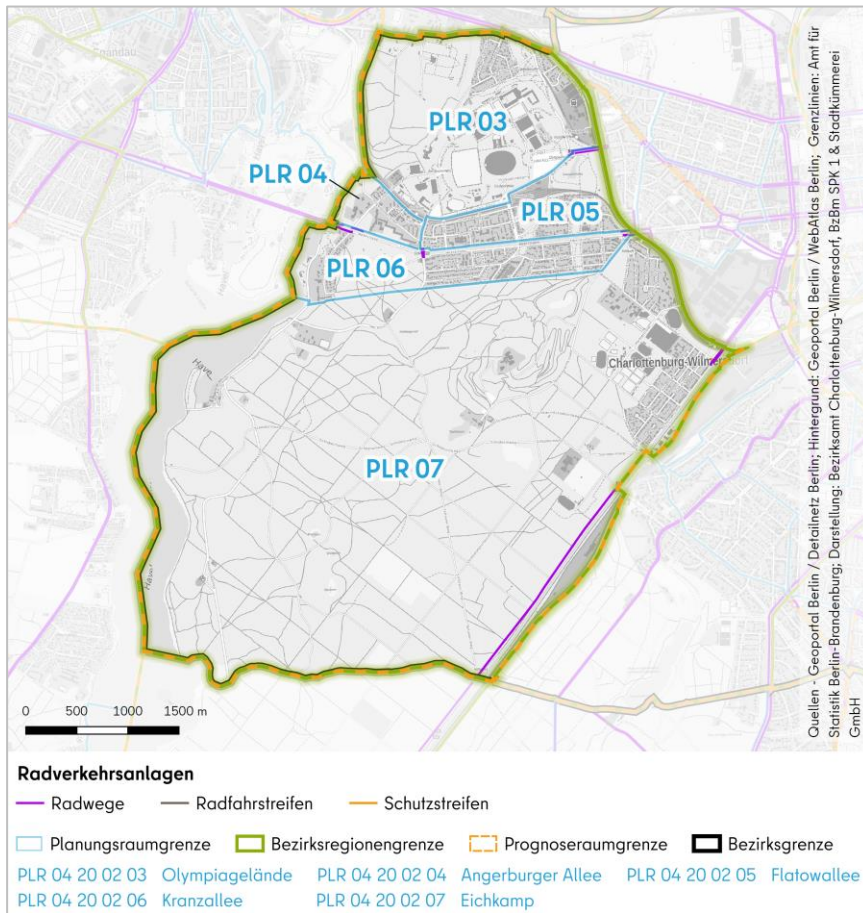 Spandau
PLR 03
PLR 04
PLR 05
PLR 06
Charlottenburg-Wilmersdorf
PLR 07
Havel
0 500 1000 1500 m
Quellen - Geoportal Berlin / Detailnetz Berlin; Hintergrund: Geoportal Berlin / WebAtlas Berlin; Grenzlinien: Amt für
Statistik Berlin-Brandenburg; Darstellung: Bezirksamt Charlottenburg-Wilmersdorf, BzBm SPK 1 & Stadtkümmerei
GmbH
Radverkehrsanlagen
Radwege Radfahrstreifen Schutzstreifen
Planungsraumgrenze Bezirksregionengrenze Prognoseraumgrenze Bezirksgrenze
PLR 04 20 02 03 Olympiagelände PLR 04 20 02 04 Angerburger Allee PLR 04 20 02 05 Flatowallee
PLR 04 20 02 06 Kranzallee PLR 04 20 02 07 Eichkamp